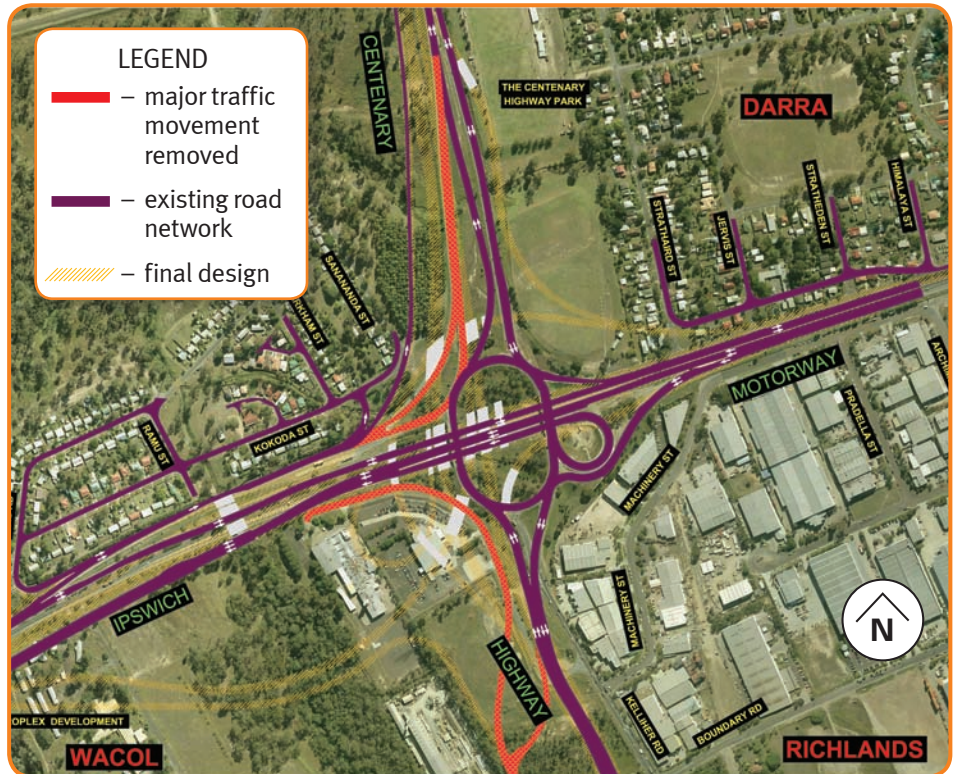 LEGEND
– major traffic
movement
removed
– existing road
network
– final design
CENTENARY
THE CENTENARY
HIGHWAY PARK
DARRA
STRATHAIRD ST
JERVIS ST
STRATHEDEN ST
HIMALAYA ST
SANANANDA ST
RAMU ST
KOKODA ST
MOTORWAY
PRADELLA ST
MACHINERY ST
IPSWICH
MACHINERY ST
HIGHWAY
N
KELLIHER RD
BOUNDARY RD
DEVELOPMENT
WACOL
RICHLANDS